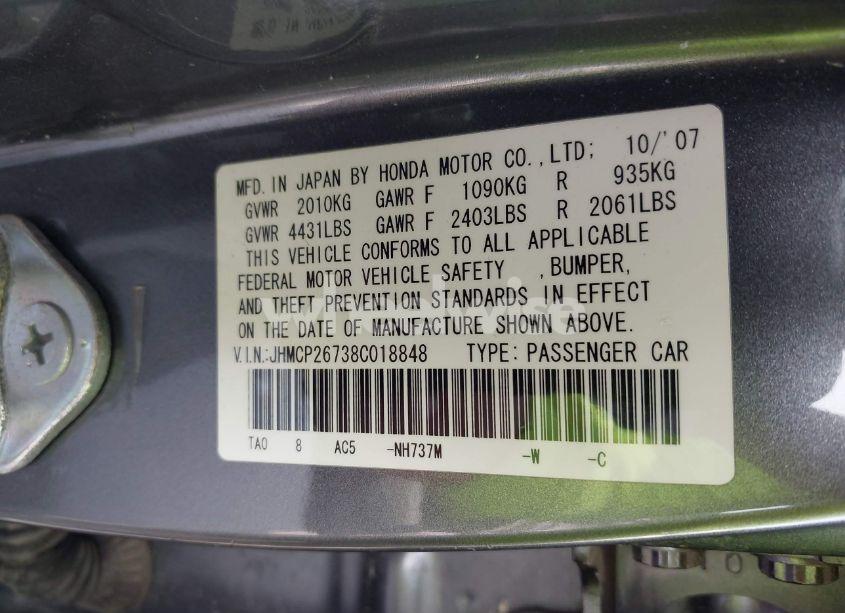 MFD. IN JAPAN BY HONDA MOTOR CO.,LTD; 10/'07
GVWR 2010KG GAWR F 1090KG R 935KG
GVWR 4431LBS GAWR F 2403LBS R 2061LBS
THIS VEHICLE CONFORMS TO ALL APPLICABLE
FEDERAL MOTOR VEHICLE SAFETY , BUMPER,
AND THEFT PREVENTION STANDARDS IN EFFECT
ON THE DATE OF MANUFACTURE SHOWN ABOVE.
V.I.N:JHMCP26738C018848 TYPE: PASSENGER CAR
TA0 8 AC5 -NH737M -W -C